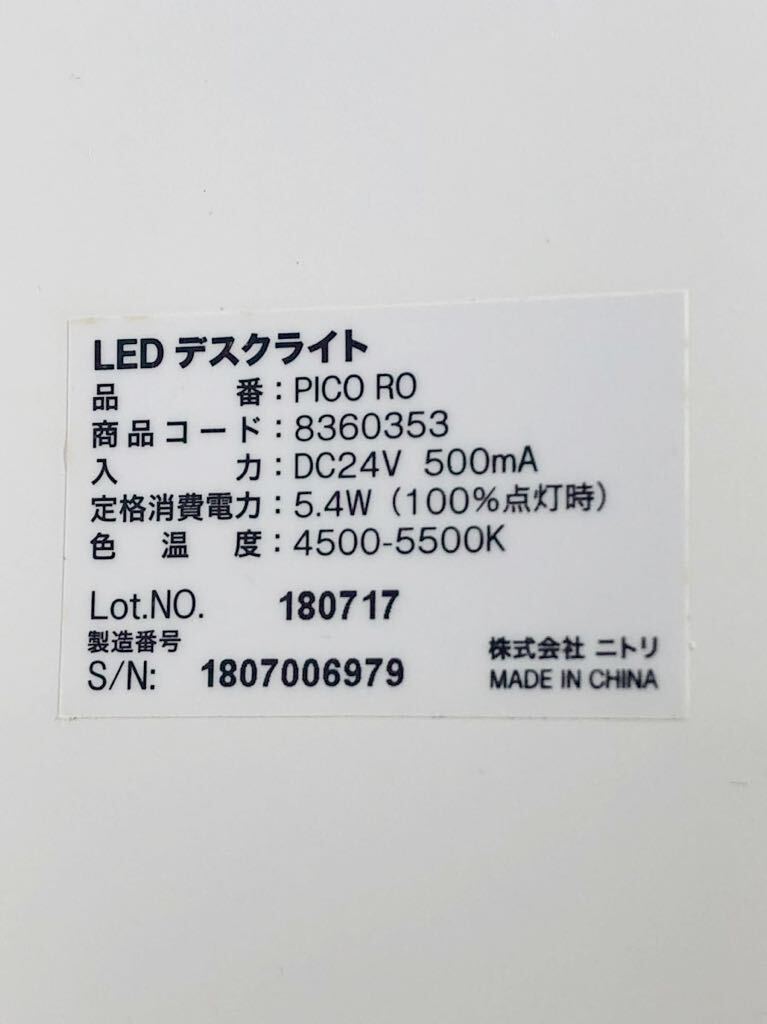 LED デスクライト
品番：PICO RO
商品コード：8360353
入力：DC24V 500mA
定格消費電力：5.4W（100%点灯時）
色温度：4500-5500K
Lot.NO. 180717
製造番号
S/N: 1807006979
株式会社 ニトリ
MADE IN CHINA